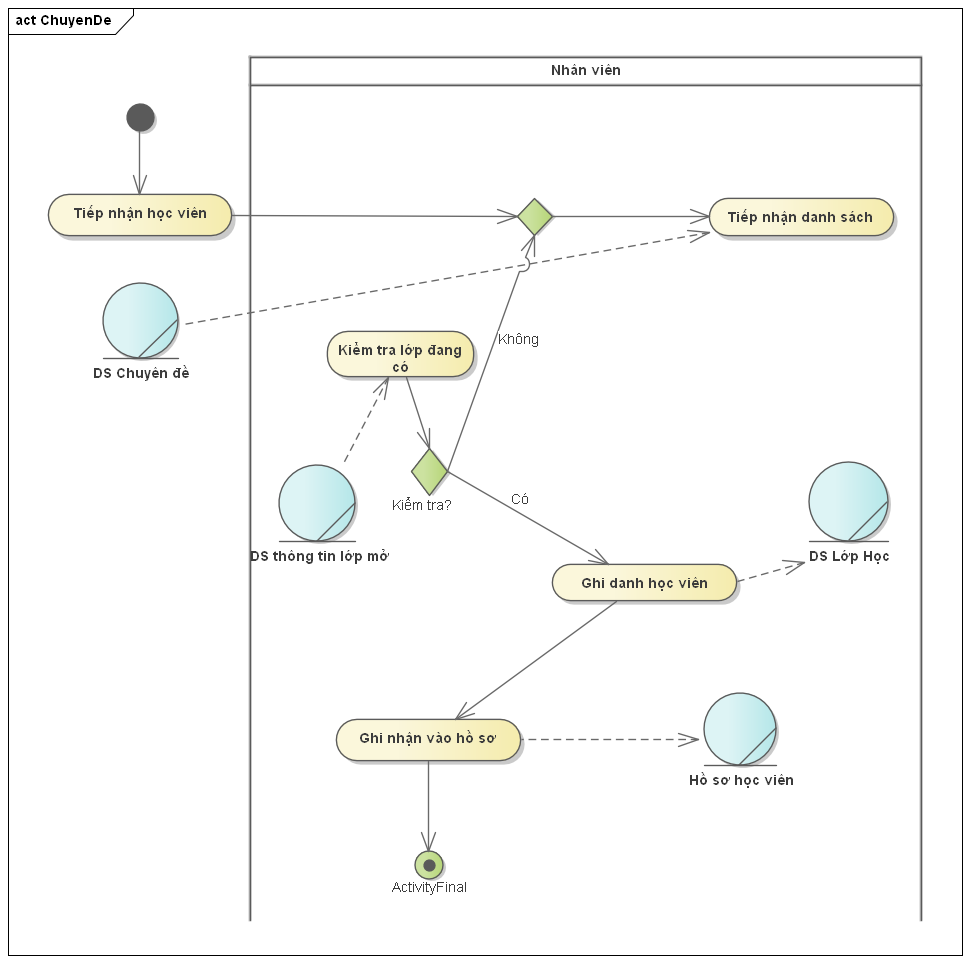 act ChuyenDe
Nhân viên
Tiếp nhận học viên
Tiếp nhận danh sách
DS Chuyên đề
Không
Kiểm tra lớp đang
có
Kiểm tra?
Có
DS thông tin lớp mở
DS Lớp Học
Ghi danh học viên
Ghi nhận vào hồ sơ
Hồ sơ học viên
ActivityFinal